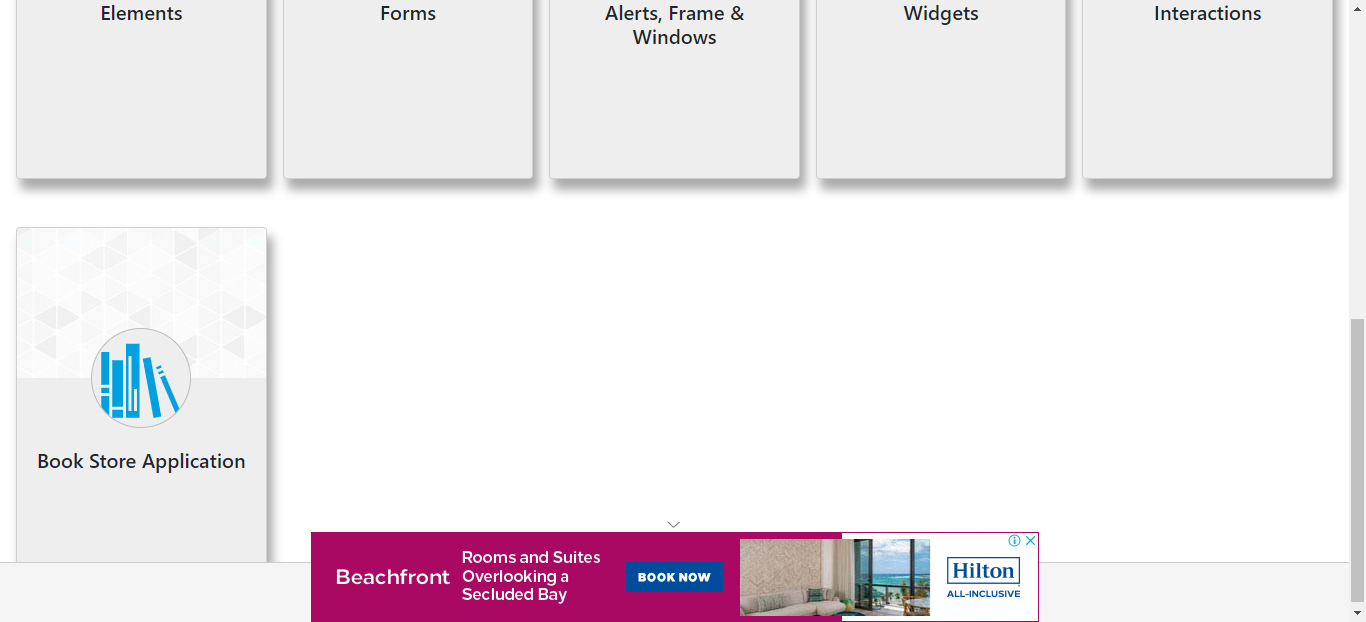 Elements
Forms
Alerts, Frame &
Windows
Widgets
Interactions
Book Store Application
Beachfront
Rooms and Suites
Overlooking a
Secluded Bay
BOOK NOW
Hilton
ALL-INCLUSIVE